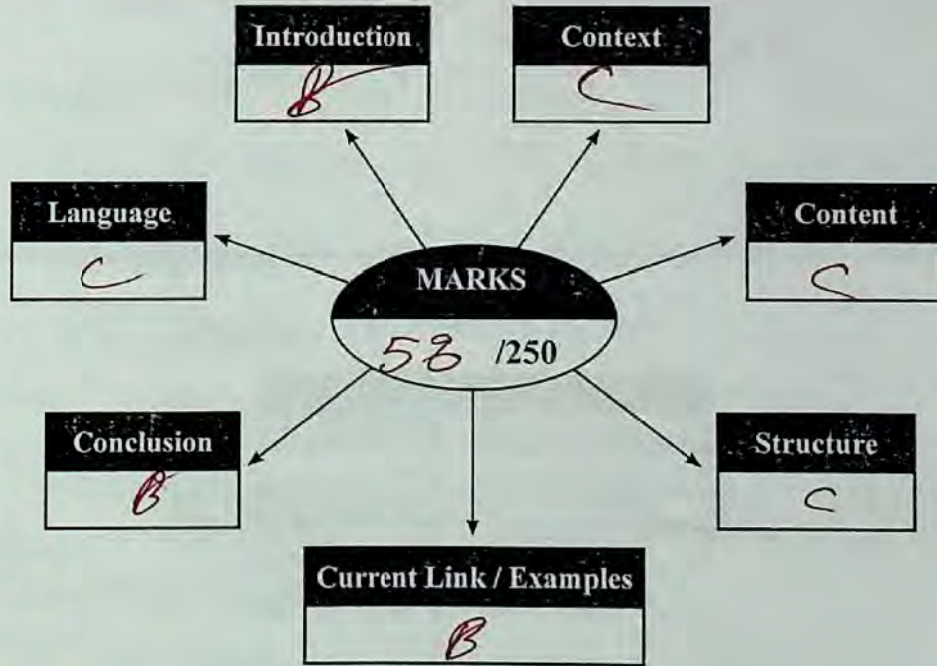 Introduction
B
Context
C
Language
C
Content
C
MARKS
58 /250
Conclusion
B
Structure
C
Current Link / Examples
B